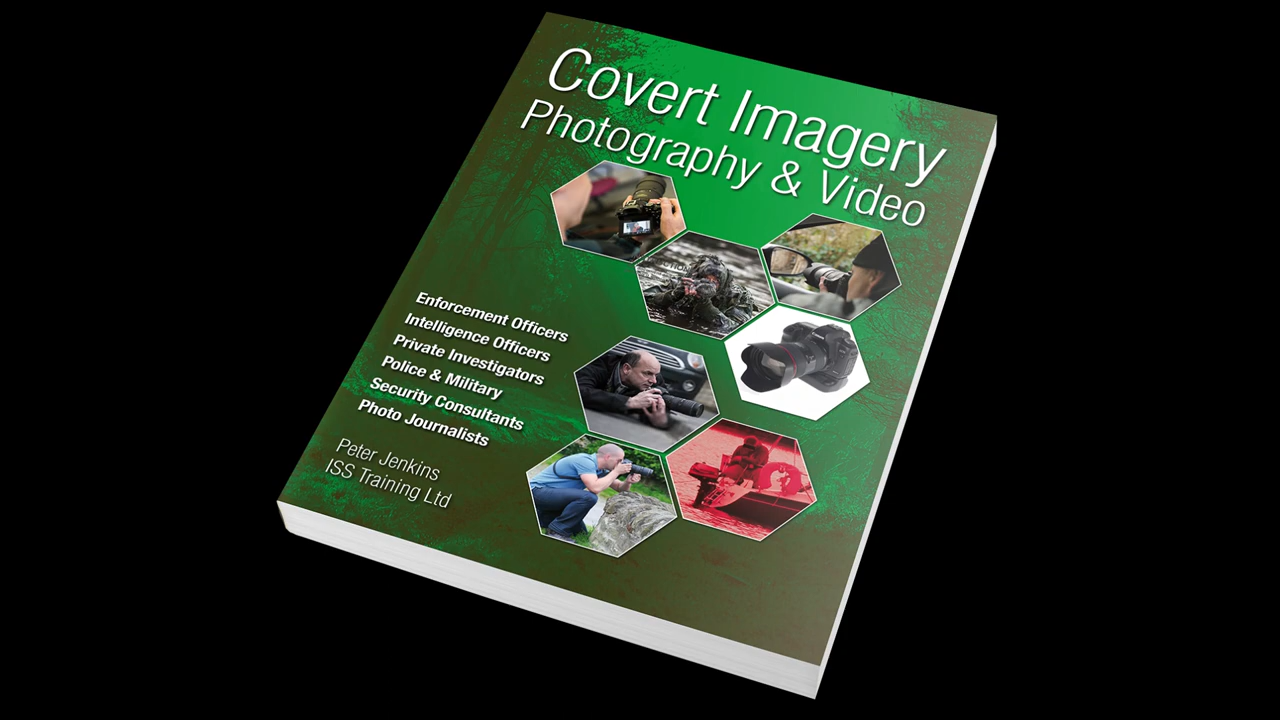 Covert Imagery
Photography & Video
Enforcement Officers
Intelligence Officers
Private Investigators
Police & Military
Security Consultants
Photo Journalists
Peter Jenkins
ISS Training Ltd